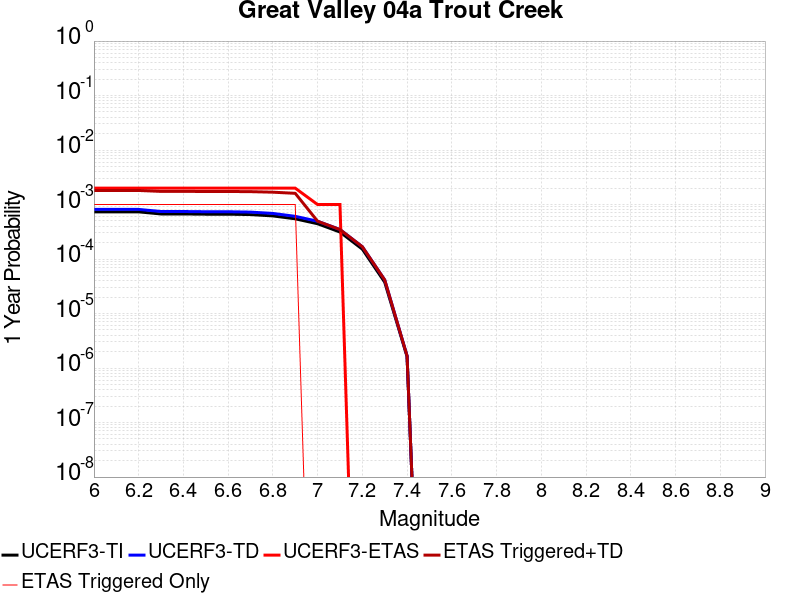 Great Valley 04a Trout Creek
10^0
10^-1
10^-2
10^-3
10^-4
10^-5
10^-6
10^-7
10^-8
1 Year Probability
6 6.2 6.4 6.6 6.8 7 7.2 7.4 7.6 7.8 8 8.2 8.4 8.6 8.8 9
Magnitude
UCERF3-TI UCERF3-TD UCERF3-ETAS ETAS Triggered+TD
ETAS Triggered Only